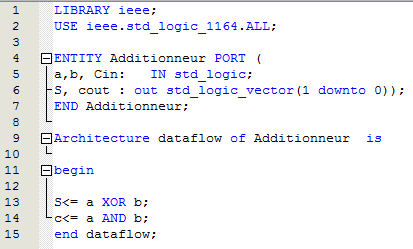 1 LIBRARY ieee;
2 USE ieee.std_logic_1164.ALL;
3
4 ENTITY Additionneur PORT (
5 a,b, Cin:   IN std_logic;
6 S, cout : out std_logic_vector(1 downto 0));
7 END Additionneur;
8
9 Architecture dataflow of Additionneur  is
10
11 begin
12
13 S<= a XOR b;
14 c<= a AND b;
15 end dataflow;